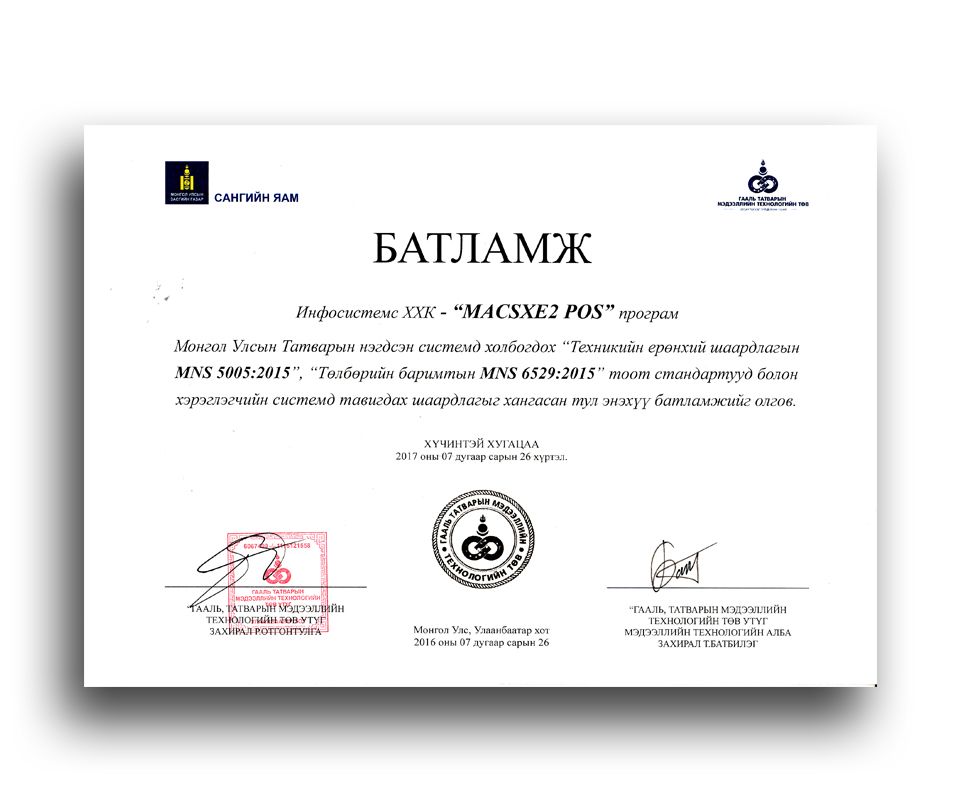 МОНГОЛ УЛСЫН
ЗАСГИЙН ГАЗАР
САНГИЙН ЯАМ
ГААЛЬ ТАТВАРЫН
МЭДЭЭЛЛИЙН ТЕХНОЛОГИЙН ТӨВ
БАТЛАМЖ
Инфосистемс ХХК - “MACSXE2 POS” програм
Монгол Улсын Татварын нэгдсэн системд холбогдох “Техникийн ерөнхий шаардлагын
MNS 5005:2015”, “Төлбөрийн баримтын MNS 6529:2015” тоот стандартууд болон
хэрэглэгчийн системд тавигдах шаардлагыг хангасан тул энэхүү батламжийг олгов.
ХҮЧИНТЭЙ ХУГАЦАА
2017 оны 07 дугаар сарын 26 хүртэл.
ГААЛЬ ТАТВАРЫН МЭДЭЭЛЛИЙН
ТЕХНОЛОГИЙН ТӨВ
ГААЛЬ ТАТВАРЫН
МЭДЭЭЛЛИЙН ТЕХНОЛОГИЙН
ТӨВ УТҮГ
“ГААЛЬ, ТАТВАРЫН МЭДЭЭЛЛИЙН
ТЕХНОЛОГИЙН ТӨВ УТҮГ
ЗАХИРАЛ Р.ОТГОНТУЛГА
Монгол Улс, Улаанбаатар хот
2016 оны 07 дугаар сарын 26
“ГААЛЬ, ТАТВАРЫН МЭДЭЭЛЛИЙН
ТЕХНОЛОГИЙН ТӨВ УТҮГ
МЭДЭЭЛЛИЙН ТЕХНОЛОГИЙН АЛБА
ЗАХИРАЛ Т.БАТБИЛЭГ